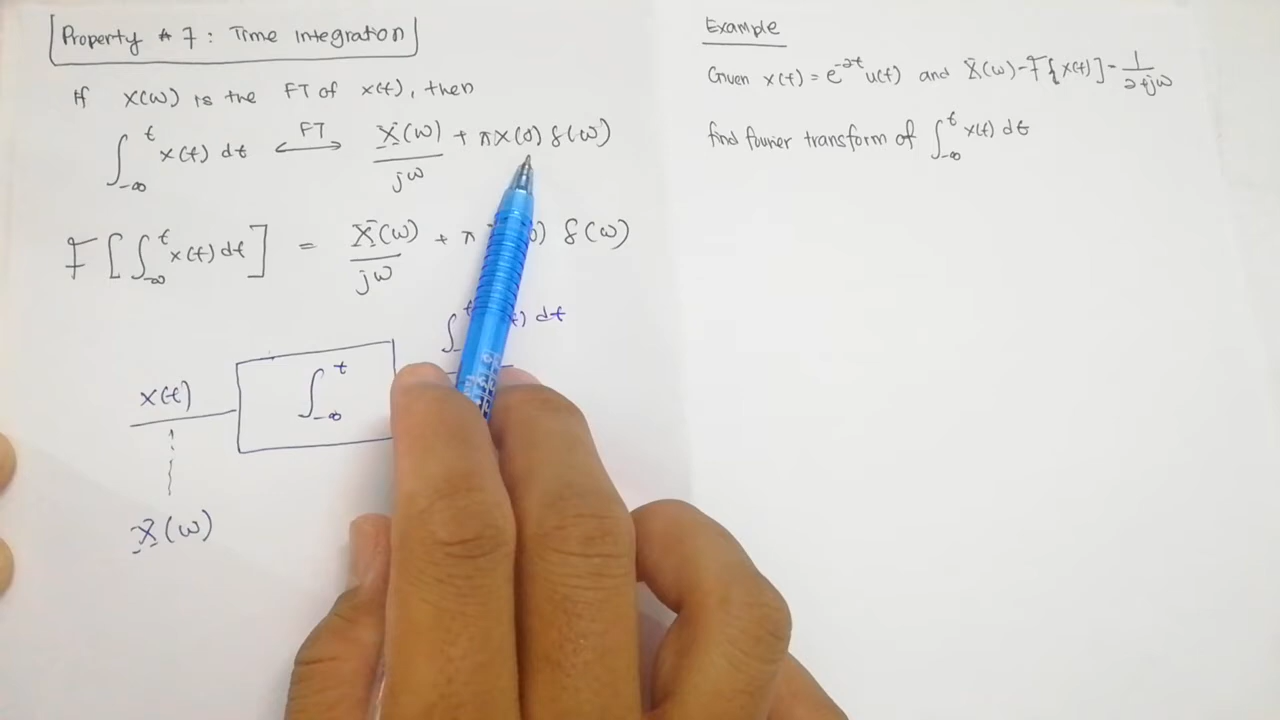 Property # 7 : Time Integration
If X(ω) is the FT of x(t), then
∫_{-∞}^{t} x(t) dt ⟷^{FT} X(ω)/jω + πX(0) δ(ω)
F[∫_{-∞}^{t} x(t) dt] = X(ω)/jω + π 0) δ(ω)
∫ t) dt
x(t)
∫_{-∞}^{t}
X(ω)
Example
Given x(t) = e^{-2t} u(t) and X(ω) = F{x(t)] = 1/2+jω
find fourier transform of ∫_{-∞}^{t} x(t) dt